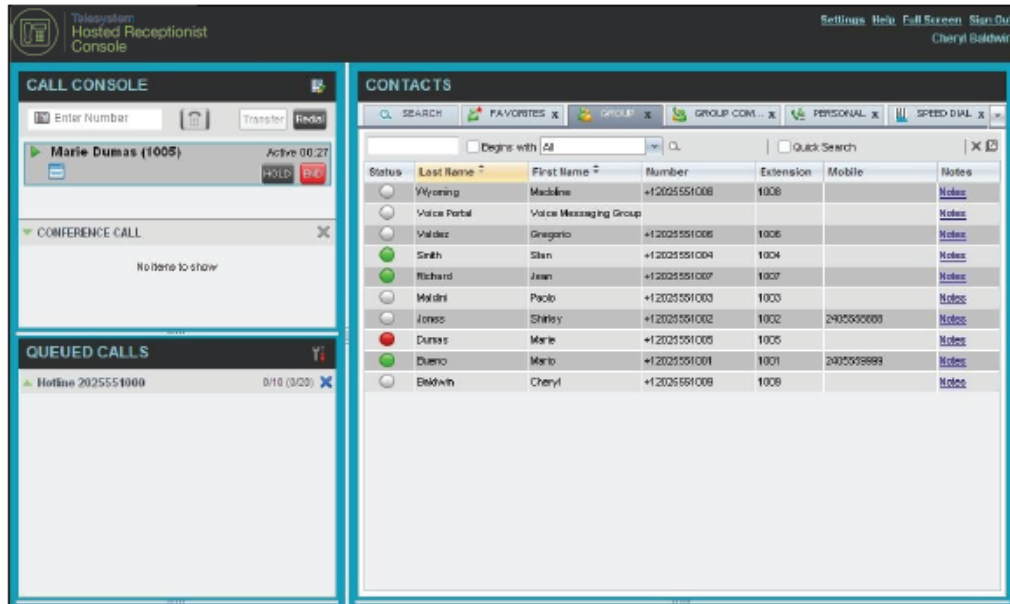 Telesystem
Hosted Receptionist
Console
Settings Help Full Screen Sign Out
Cheryl Baldwin
CALL CONSOLE
Enter Number Transfer Redial
Marie Dumas (1005) Active 00:27
HOLD END
CONFERENCE CALL
No items to show
QUEUED CALLS
Hotline 2025551000 0/10 (0/20)
CONTACTS
SEARCH FAVORITES X GROUP X GROUP COM... X PERSONAL X SPEED DIAL X
Begins with All Quick Search
Status Last Name First Name Number Extension Mobile Notes
Wyoming Madoline +12025551008 1008 Notes
Voice Portal Voice Messaging Group Notes
Valdez Gregorio +12025551006 1006 Notes
Smith Stan +12025551004 1004 Notes
Richard Jean +12025551007 1007 Notes
Maldini Paolo +12025551003 1003 Notes
Jones Shirley +12025551002 1002 Notes
Dumas Marie +12025551005 1005 Notes
Bueno Mario +12025551001 1001 Notes
Baldwin Cheryl +12025551009 1009 Notes